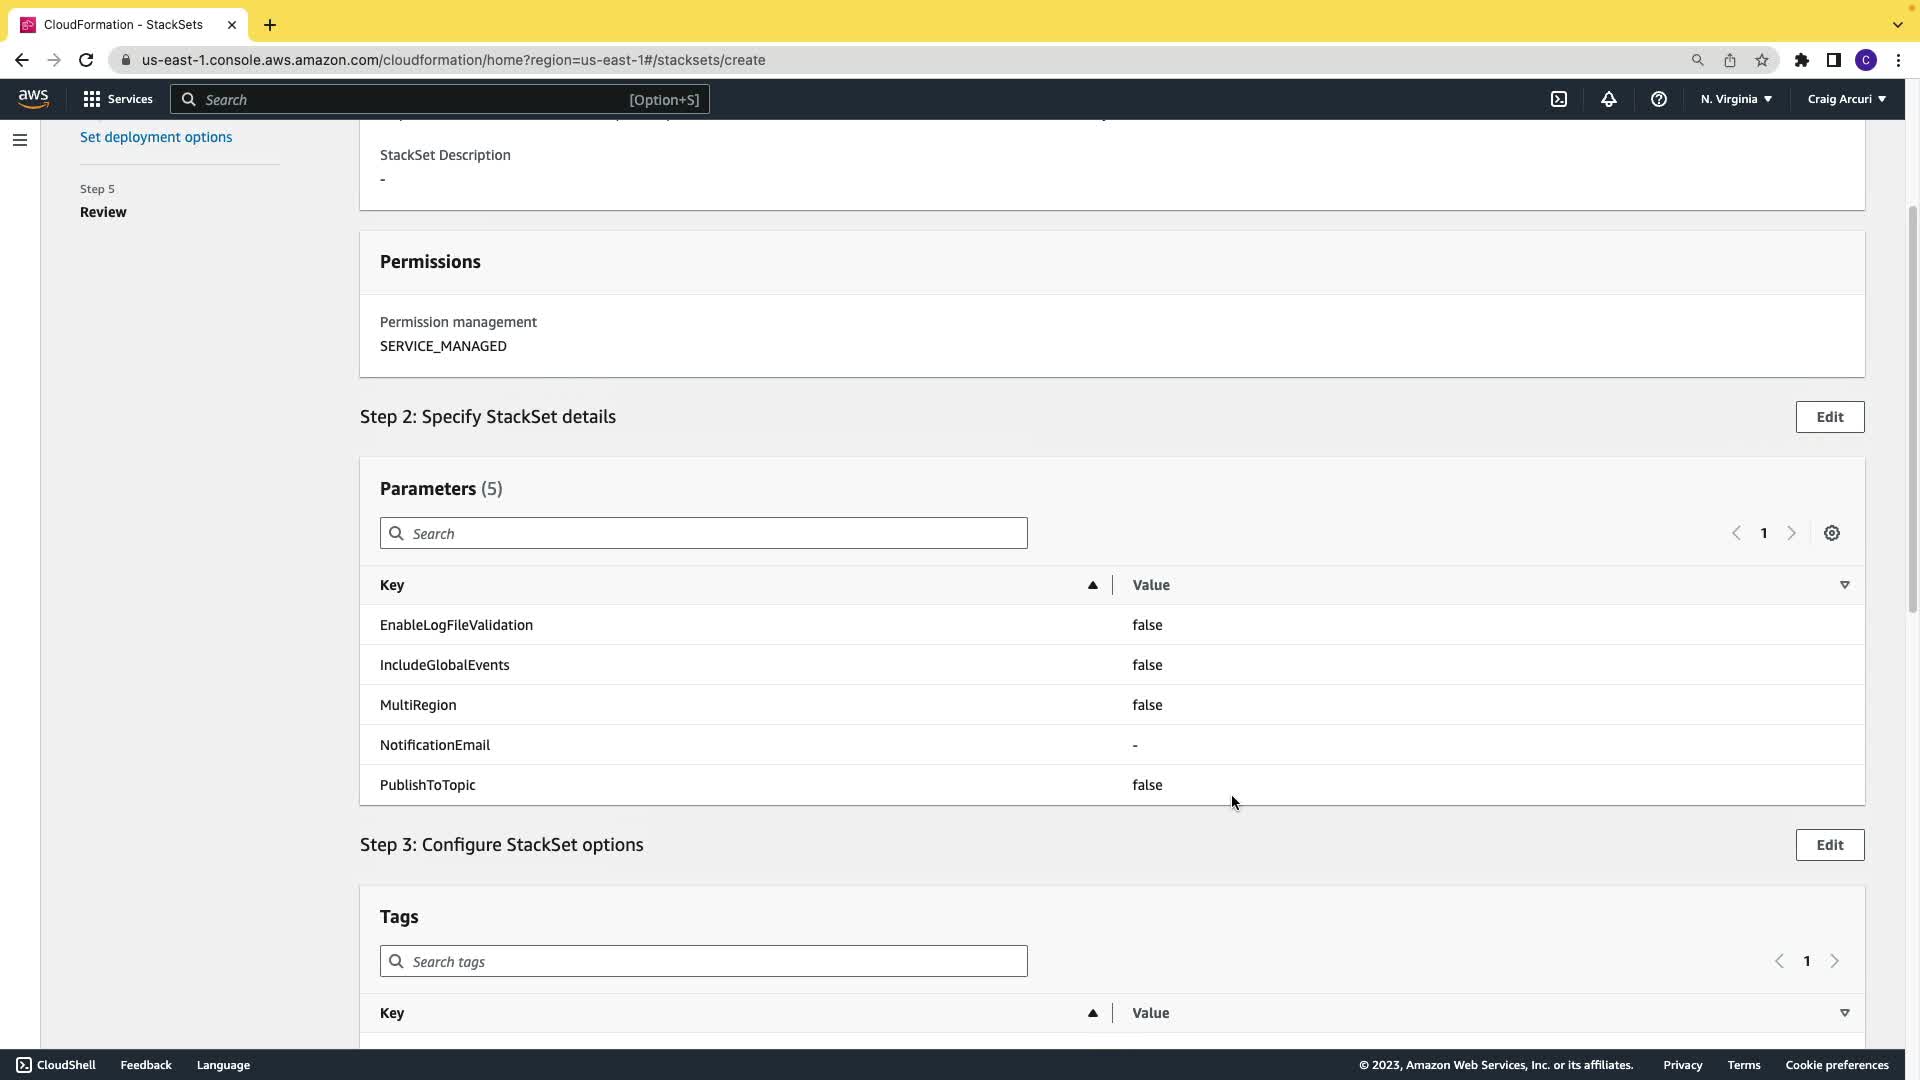 CloudFormation - StackSets
us-east-1.console.aws.amazon.com/cloudformation/home?region=us-east-1#/stacksets/create
C
aws
Services
Search
[Option+S]
N. Virginia
Craig Arcuri
Set deployment options
Step 5
Review
StackSet Description
-
Permissions
Permission management
SERVICE_MANAGED
Step 2: Specify StackSet details
Edit
Parameters (5)
Search
1
Key
Value
EnableLogFileValidation
false
IncludeGlobalEvents
false
MultiRegion
false
NotificationEmail
-
PublishToTopic
false
Step 3: Configure StackSet options
Edit
Tags
Search tags
1
Key
Value
CloudShell
Feedback
Language
© 2023, Amazon Web Services, Inc. or its affiliates.
Privacy
Terms
Cookie preferences